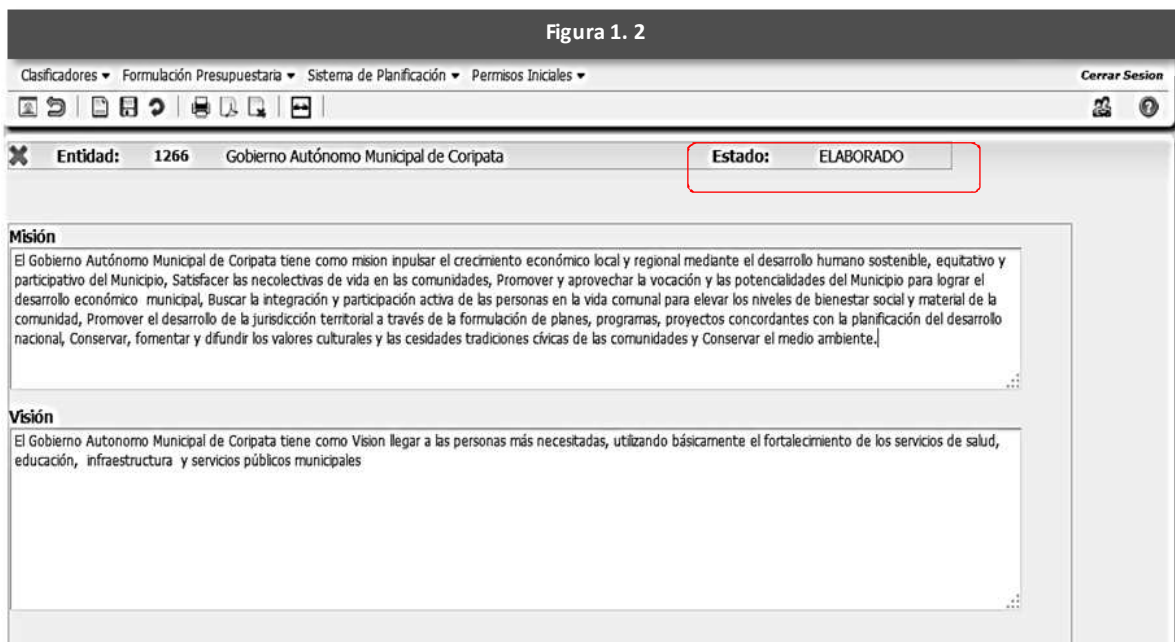 Figura 1. 2
Clasificadores Formulación Presupuestaria Sistema de Planificación Permisos Iniciales Cerrar Sesion
Entidad: 1266 Gobierno Autónomo Municipal de Coripata Estado: ELABORADO
Misión
El Gobierno Autónomo Municipal de Coripata tiene como mision inpulsar el crecimiento económico local y regional mediante el desarrollo humano sostenible, equitativo y
participativo del Municipio, Satisfacer las necolectivas de vida en las comunidades, Promover y aprovechar la vocación y las potencialidades del Municipio para lograr el
desarrollo económico municipal, Buscar la integración y participación activa de las personas en la vida comunal para elevar los niveles de bienestar social y material de la
comunidad, Promover el desarrollo de la jurisdicción territorial a través de la formulación de planes, programas, proyectos concordantes con la planificación del desarrollo
nacional, Conservar, fomentar y difundir los valores culturales y las cesidades tradiciones cívicas de las comunidades y Conservar el medio ambiente.
Visión
El Gobierno Autonomo Municipal de Coripata tiene como Vision llegar a las personas más necesitadas, utilizando básicamente el fortalecimiento de los servicios de salud,
educación, infraestructura y servicios públicos municipales